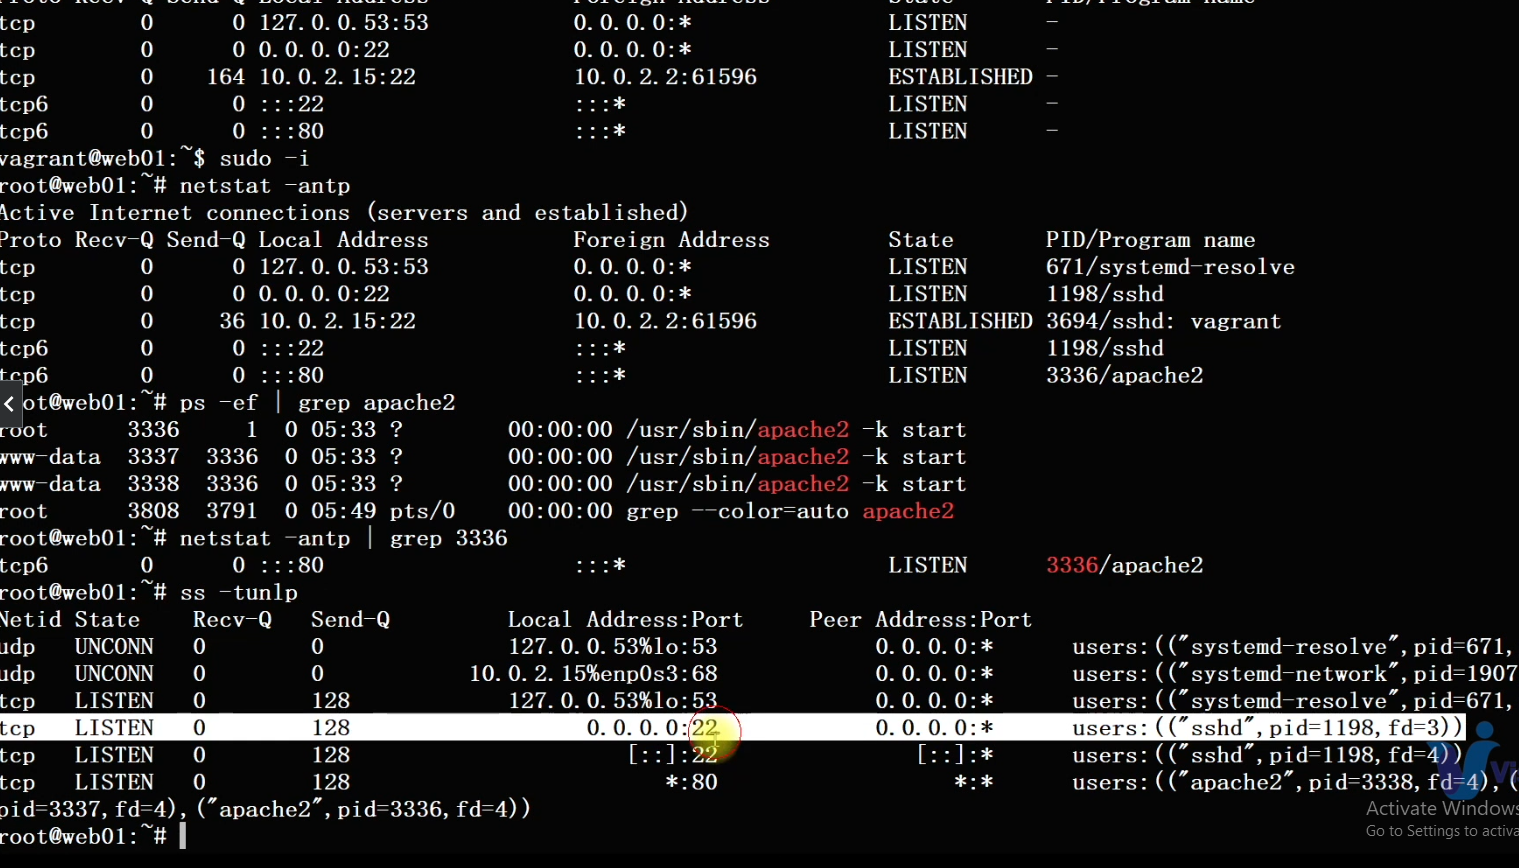 tcp 0 0 127.0.0.53:53 0.0.0.0:* LISTEN -
tcp 0 0 0.0.0.0:22 0.0.0.0:* LISTEN -
tcp 0 164 10.0.2.15:22 10.0.2.2:61596 ESTABLISHED -
tcp6 0 0 :::22 :::* LISTEN -
tcp6 0 0 :::80 :::* LISTEN -
vagrant@web01:~$ sudo -i
root@web01:~# netstat -antp
Active Internet connections (servers and established)
Proto Recv-Q Send-Q Local Address Foreign Address State PID/Program name
tcp 0 0 127.0.0.53:53 0.0.0.0:* LISTEN 671/systemd-resolve
tcp 0 0 0.0.0.0:22 0.0.0.0:* LISTEN 1198/sshd
tcp 0 36 10.0.2.15:22 10.0.2.2:61596 ESTABLISHED 3694/sshd: vagrant
tcp6 0 0 :::22 :::* LISTEN 1198/sshd
tcp6 0 0 :::80 :::* LISTEN 3336/apache2
ot@web01:~# ps -ef | grep apache2
root 3336 1 0 05:33 ? 00:00:00 /usr/sbin/apache2 -k start
www-data 3337 3336 0 05:33 ? 00:00:00 /usr/sbin/apache2 -k start
www-data 3338 3336 0 05:33 ? 00:00:00 /usr/sbin/apache2 -k start
root 3808 3791 0 05:49 pts/0 00:00:00 grep --color=auto apache2
root@web01:~# netstat -antp | grep 3336
tcp6 0 0 :::80 :::* LISTEN 3336/apache2
root@web01:~# ss -tunlp
Netid State Recv-Q Send-Q Local Address:Port Peer Address:Port
udp UNCONN 0 0 127.0.0.53%lo:53 0.0.0.0:* users:(("systemd-resolve",pid=671,
udp UNCONN 0 0 10.0.2.15%enp0s3:68 0.0.0.0:* users:(("systemd-network",pid=1907
tcp LISTEN 0 128 127.0.0.53%lo:53 0.0.0.0:* users:(("systemd-resolve",pid=671,
tcp LISTEN 0 128 0.0.0.0:22 0.0.0.0:* users:(("sshd",pid=1198,fd=3))
tcp LISTEN 0 128 [::]:22 [::]:* users:(("sshd",pid=1198,fd=4))
tcp LISTEN 0 128 *:80 *:* users:(("apache2",pid=3338,fd=4),(
pid=3337,fd=4),("apache2",pid=3336,fd=4))
root@web01:~#
Activate Windows
Go to Settings to activa